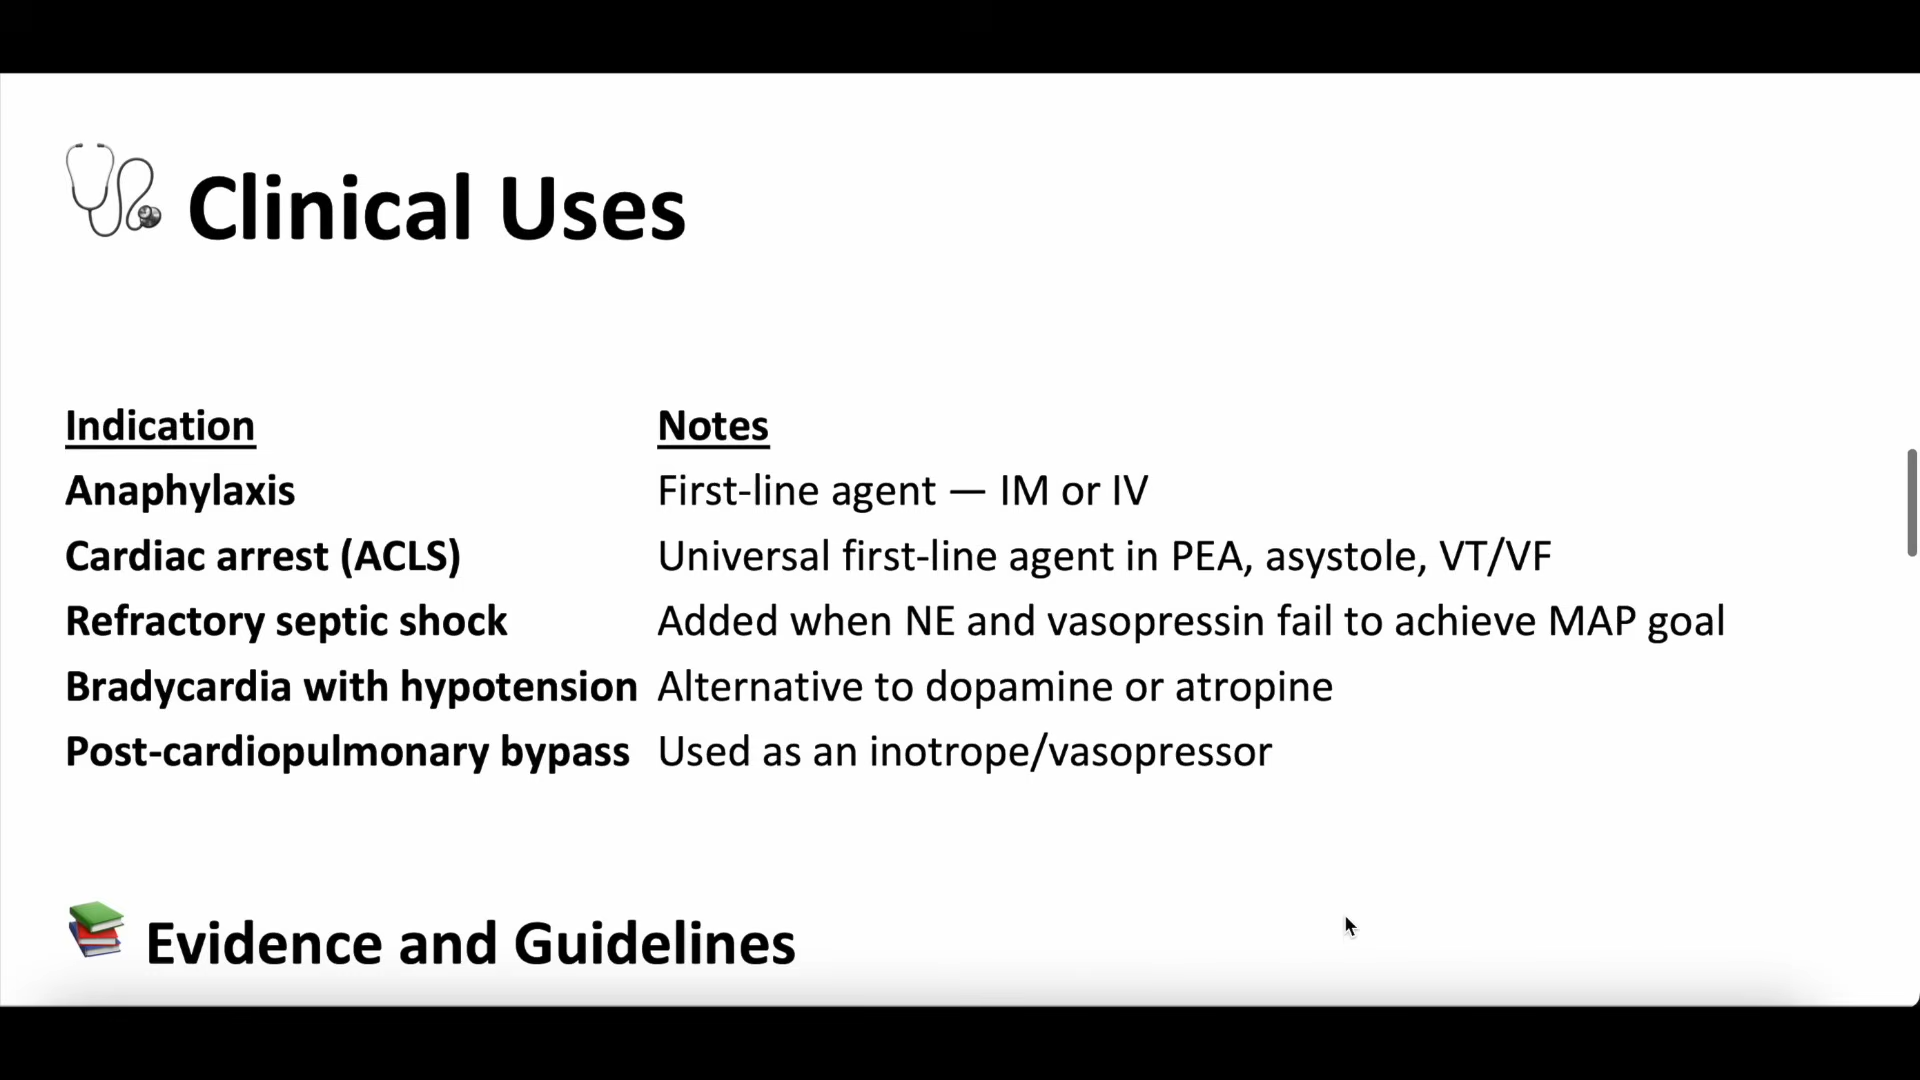 Clinical Uses
Indication Notes
Anaphylaxis First-line agent — IM or IV
Cardiac arrest (ACLS) Universal first-line agent in PEA, asystole, VT/VF
Refractory septic shock Added when NE and vasopressin fail to achieve MAP goal
Bradycardia with hypotension Alternative to dopamine or atropine
Post-cardiopulmonary bypass Used as an inotrope/vasopressor
Evidence and Guidelines